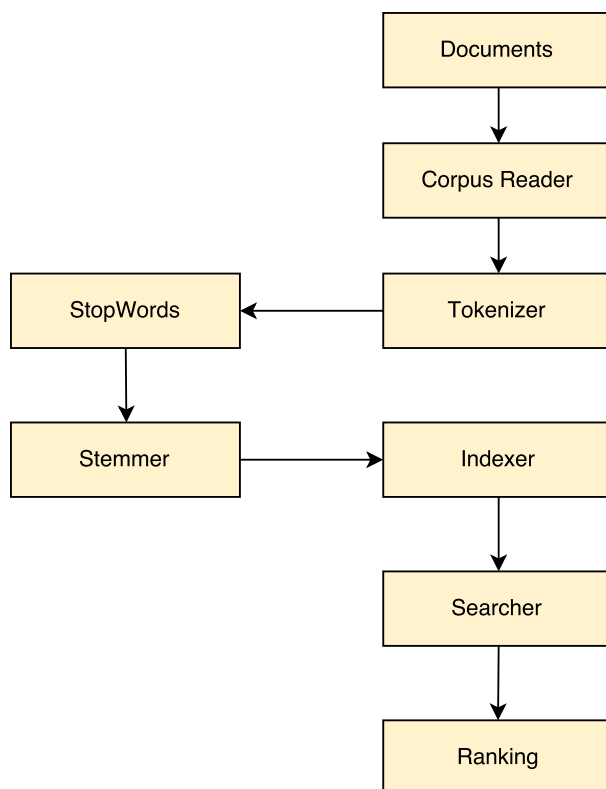 Documents
Corpus Reader
Tokenizer
StopWords
Stemmer
Indexer
Searcher
Ranking